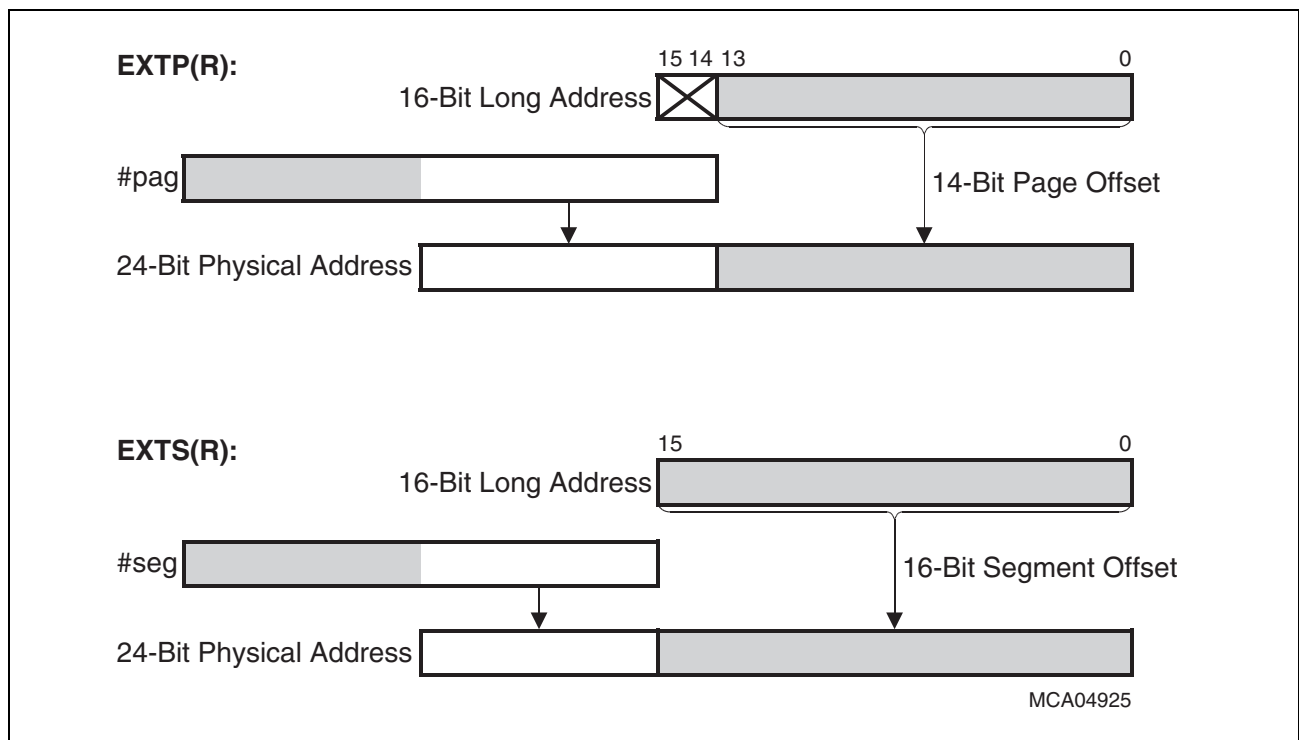 EXTP(R):
15 14 13 0
16-Bit Long Address
#pag
14-Bit Page Offset
24-Bit Physical Address
EXTS(R):
15 0
16-Bit Long Address
#seg
16-Bit Segment Offset
24-Bit Physical Address
MCA04925